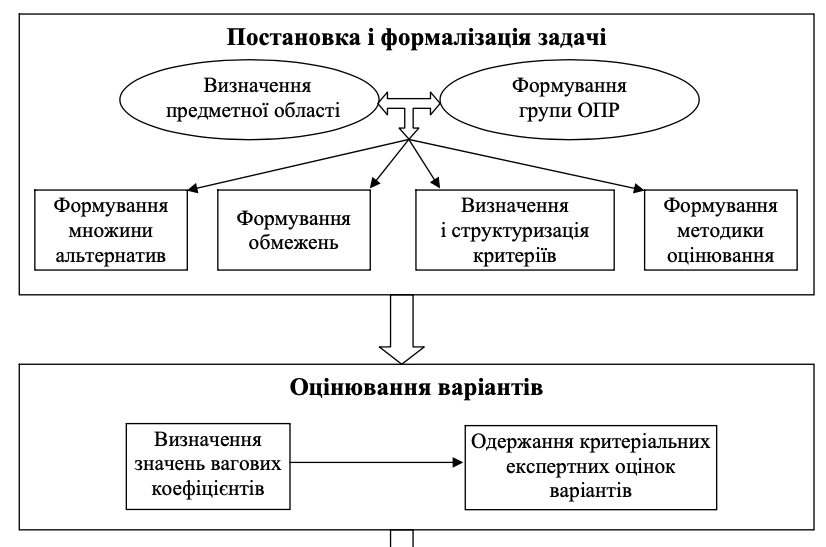 Постановка і формалізація задачі
Визначення
предметної області
Формування
групи ОПР
Формування
множини
альтернатив
Формування
обмежень
Визначення
і структуризація
критеріїв
Формування
методики
оцінювання
Оцінювання варіантів
Визначення
значень вагових
коефіцієнтів
Одержання критеріальних
експертних оцінок
варіантів